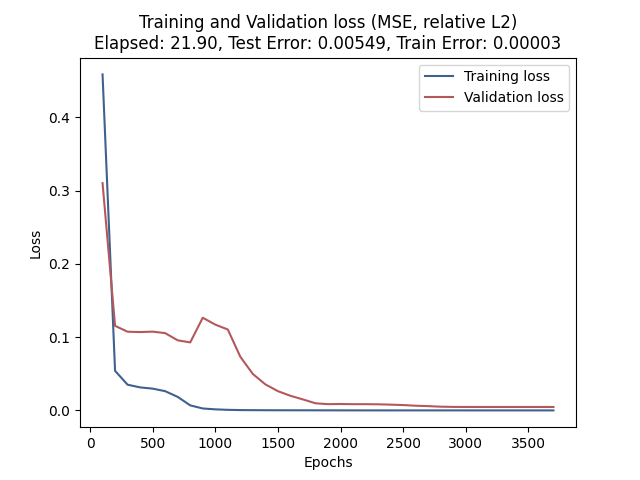 Training and Validation loss (MSE, relative L2)
Elapsed: 21.90, Test Error: 0.00549, Train Error: 0.00003
Training loss
Validation loss
0.4
0.3
0.2
0.1
0.0
Loss
0
500
1000
1500
2000
2500
3000
3500
Epochs